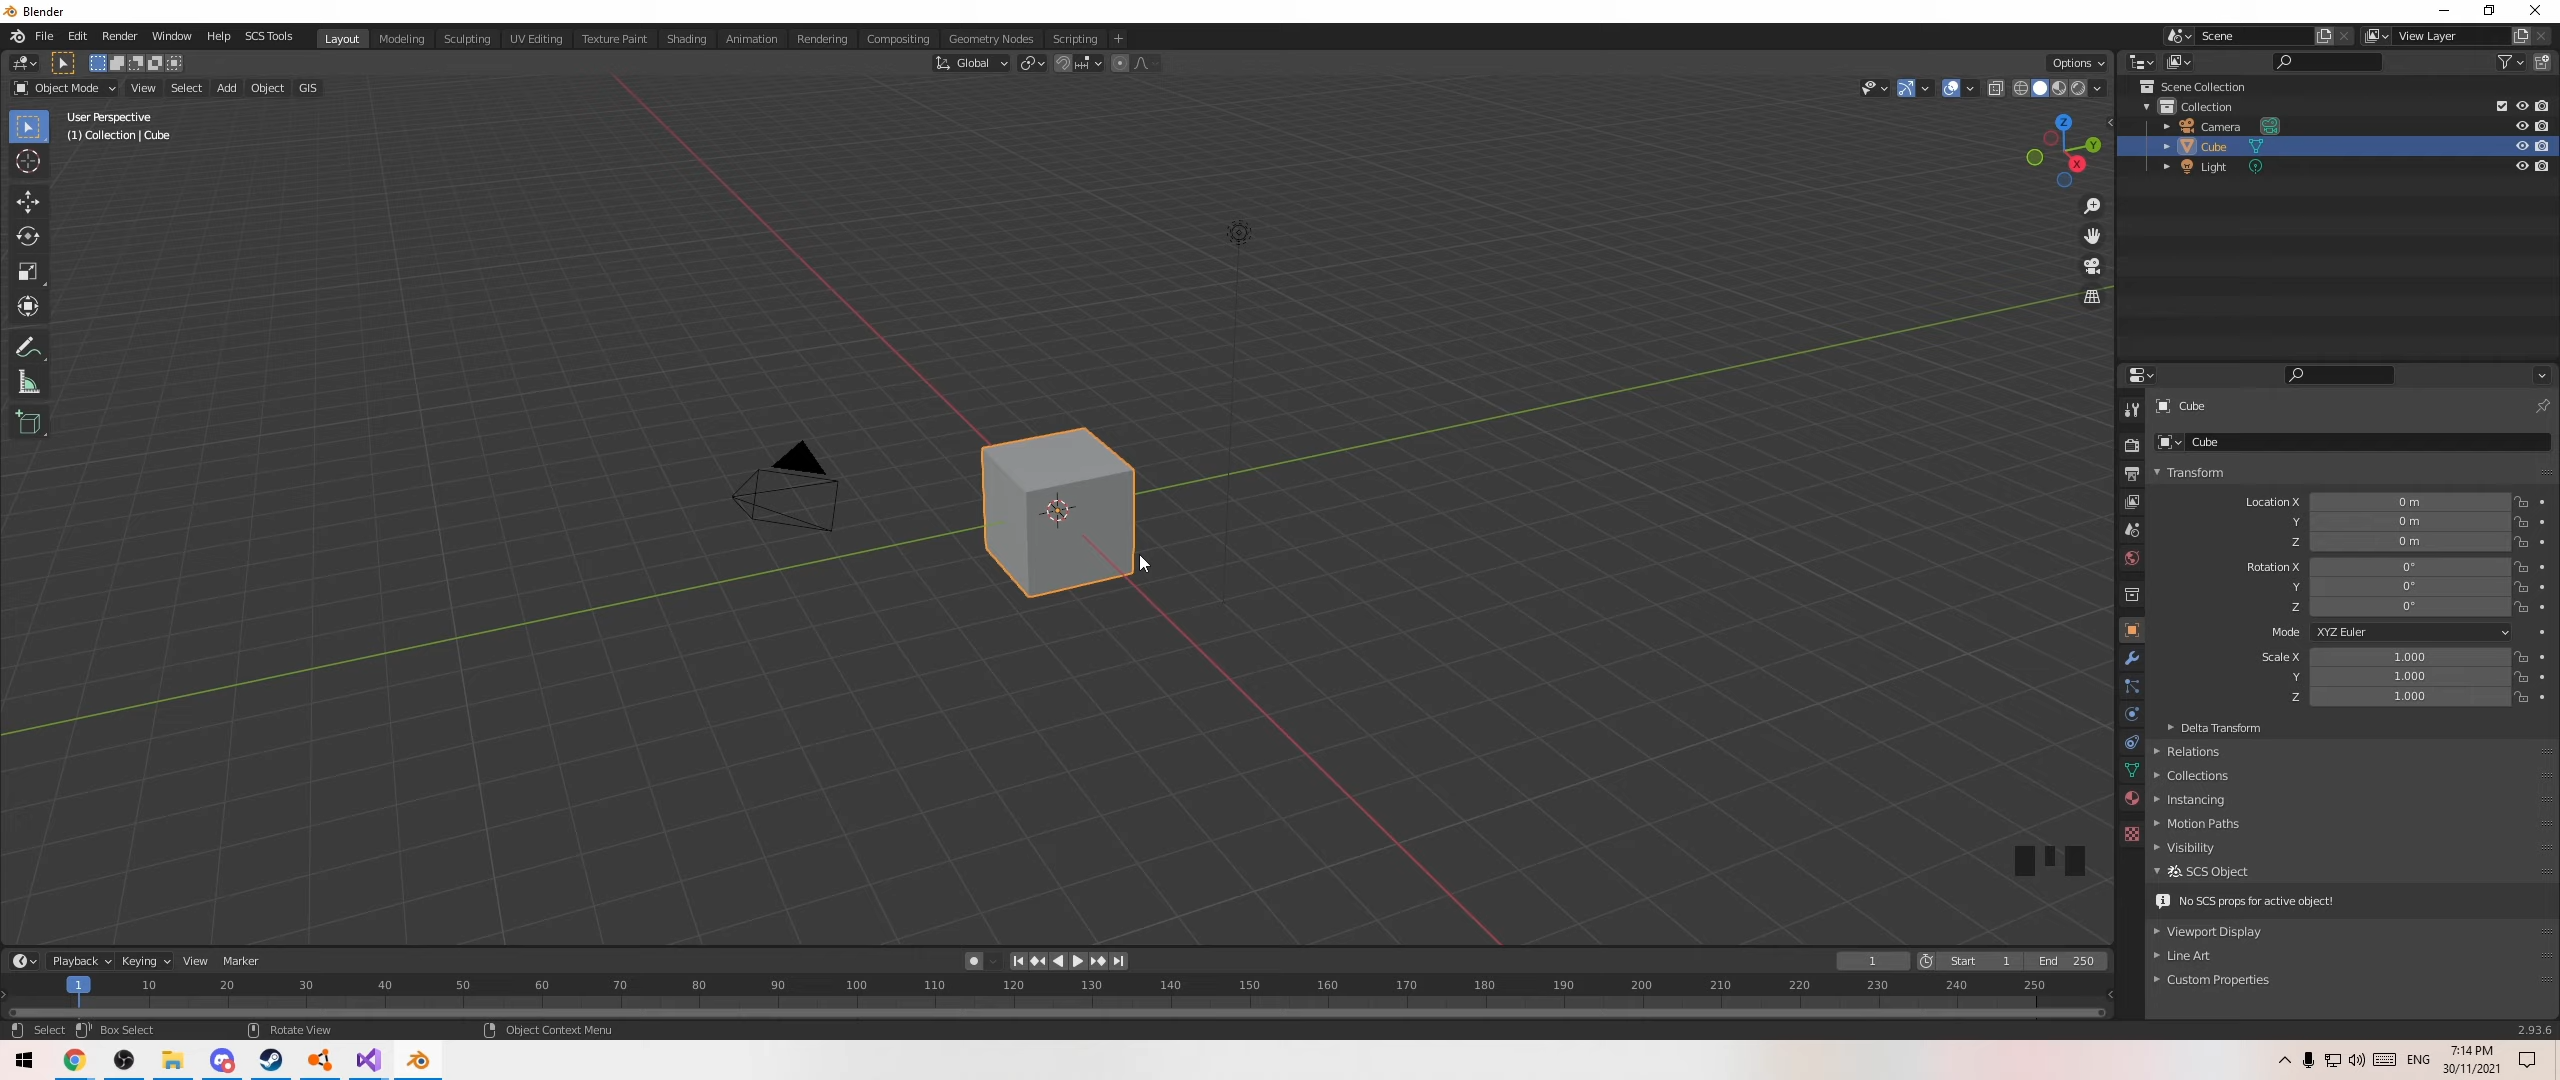 Blender
File Edit Render Window Help SCS Tools
Layout Modeling Sculpting UV Editing Texture Paint Shading Animation Rendering Compositing Geometry Nodes Scripting +
Scene
View Layer
Global
Options
Object Mode View Select Add Object GIS
User Perspective
(1) Collection | Cube
Z
Y
X
Scene Collection
Collection
Camera
Cube
Light
Cube
Cube
Transform
Location X 0 m
Y 0 m
Z 0 m
Rotation X 0°
Y 0°
Z 0°
Mode XYZ Euler
Scale X 1.000
Y 1.000
Z 1.000
Delta Transform
Relations
Collections
Instancing
Motion Paths
Visibility
SCS Object
No SCS props for active object!
Viewport Display
Line Art
Custom Properties
Playback Keying View Marker
1 Start 1 End 250
1 10 20 30 40 50 60 70 80 90 100 110 120 130 140 150 160 170 180 190 200 210 220 230 240 250
Select Box Select Rotate View Object Context Menu
2.93.6
ENG
7:14 PM
30/11/2021